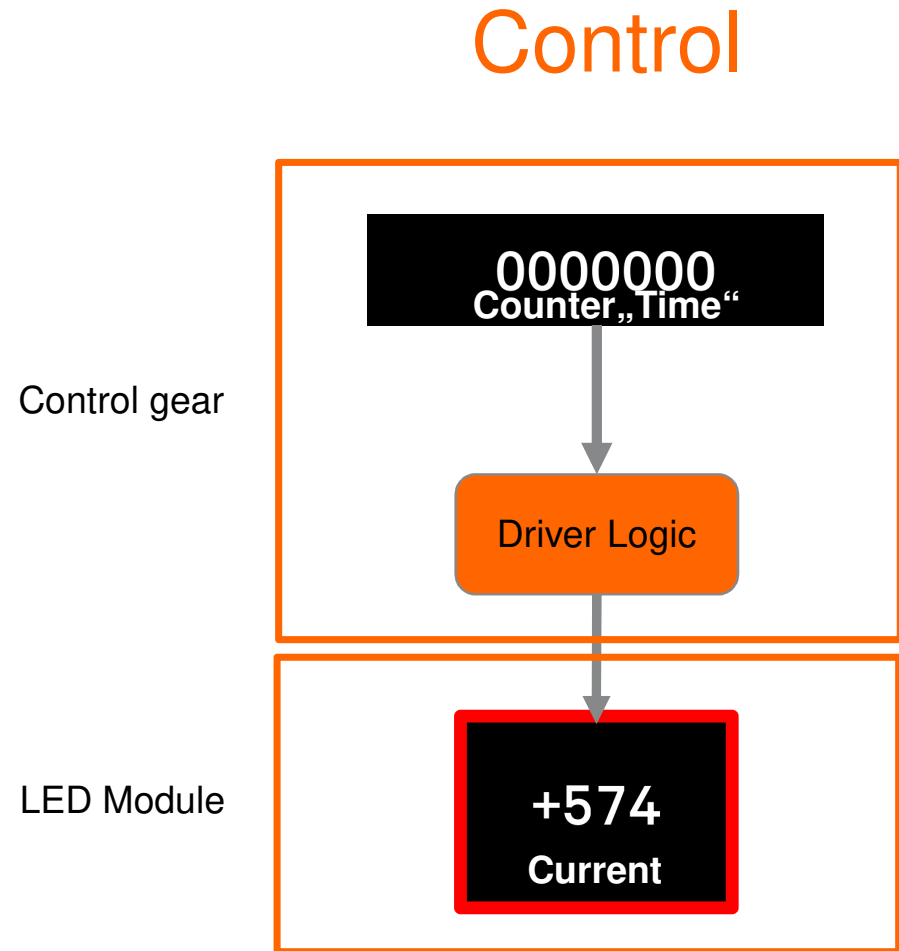 Control
0000000
Counter„Time“
Control gear
Driver Logic
LED Module
+574
Current